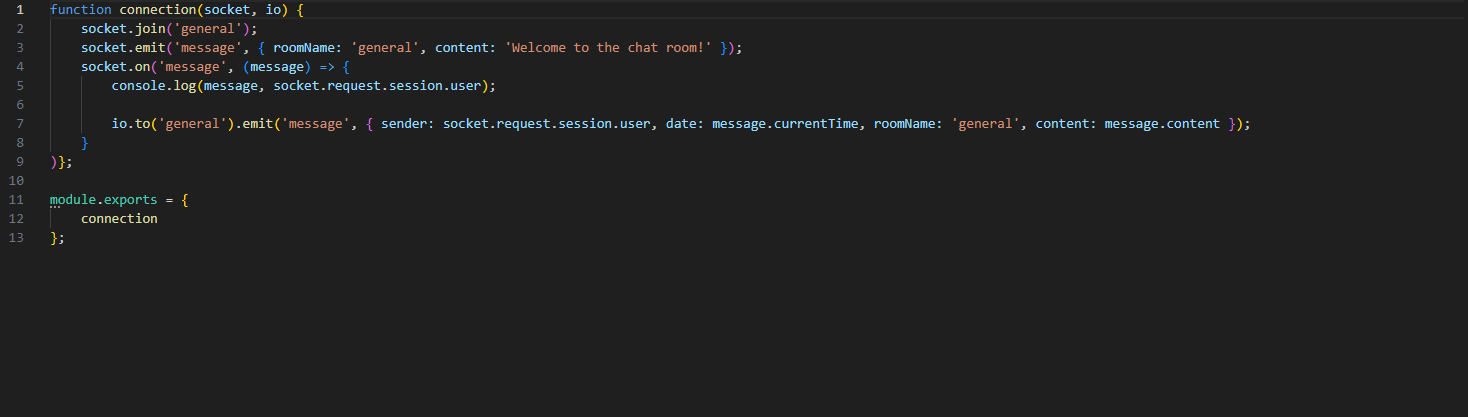 1 function connection(socket, io) {
2     socket.join('general');
3     socket.emit('message', { roomName: 'general', content: 'Welcome to the chat room!' });
4     socket.on('message', (message) => {
5         console.log(message, socket.request.session.user);
6
7         io.to('general').emit('message', { sender: socket.request.session.user, date: message.currentTime, roomName: 'general', content: message.content });
8     }
9 )};
10
11 module.exports = {
12     connection
13 };